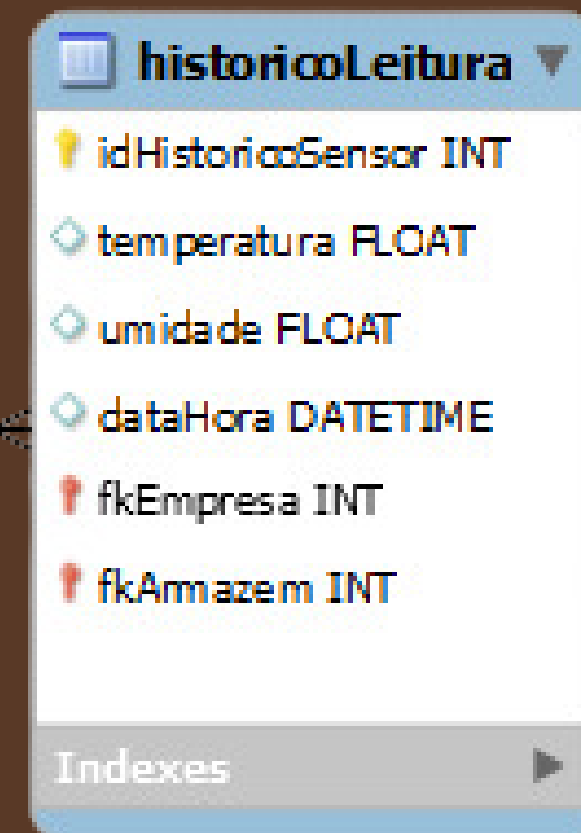 historicoLeitura
idHistoricoSensor INT
temperatura FLOAT
umidade FLOAT
dataHora DATETIME
fkEmpresa INT
fkArmazem INT
Indexes